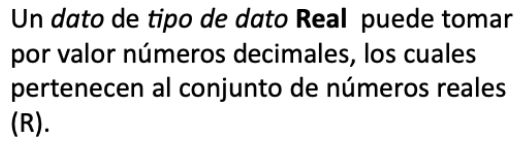 Un dato de tipo de dato Real puede tomar
por valor números decimales, los cuales
pertenecen al conjunto de números reales
(R).